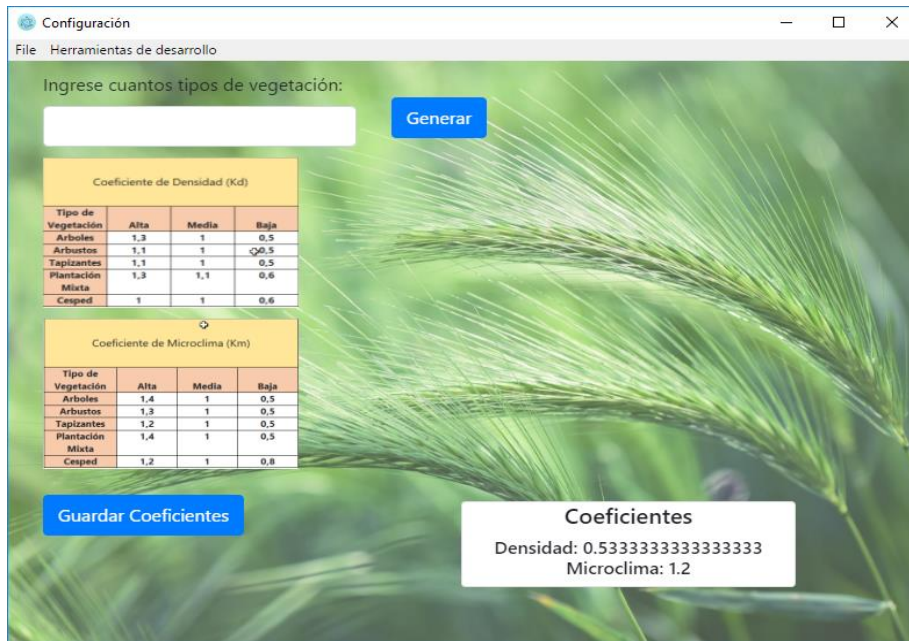 Configuración
File Herramientas de desarrollo
Ingrese cuantos tipos de vegetación:
Generar
Coeficiente de Densidad (Kd)
Tipo de
Vegetación Alta Media Baja
Arboles 1,3 1 0,5
Arbustos 1,1 1 0,5
Tapizantes 1,1 1 0,5
Plantación 1,3 1,1 0,6
Mixta
Cesped 1 1 0,6
Coeficiente de Microclima (Km)
Tipo de
Vegetación Alta Media Baja
Arboles 1,4 1 0,5
Arbustos 1,3 1 0,5
Tapizantes 1,2 1 0,5
Plantación 1,4 1 0,5
Mixta
Cesped 1,2 1 0,8
Guardar Coeficientes
Coeficientes
Densidad: 0.5333333333333333
Microclima: 1.2